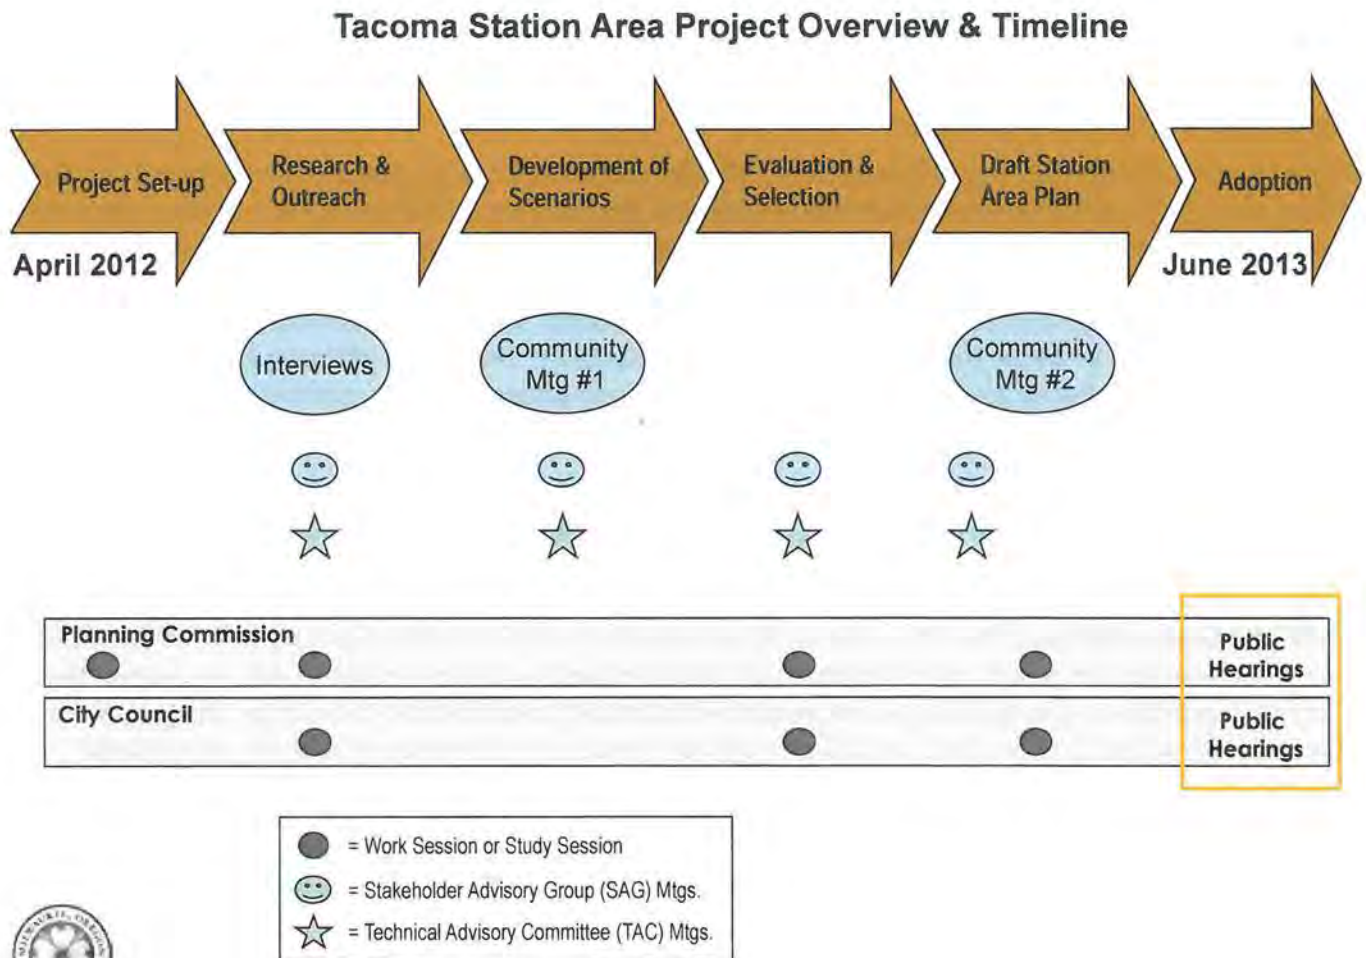 Tacoma Station Area Project Overview & Timeline
Project Set-up
Research &
Outreach
Development of
Scenarios
Evaluation &
Selection
Draft Station
Area Plan
Adoption
April 2012
June 2013
Interviews
Community
Mtg #1
Community
Mtg #2
Planning Commission
Public
Hearings
City Council
Public
Hearings
= Work Session or Study Session
= Stakeholder Advisory Group (SAG) Mtgs.
= Technical Advisory Committee (TAC) Mtgs.
MILWAUKIE, OREGON